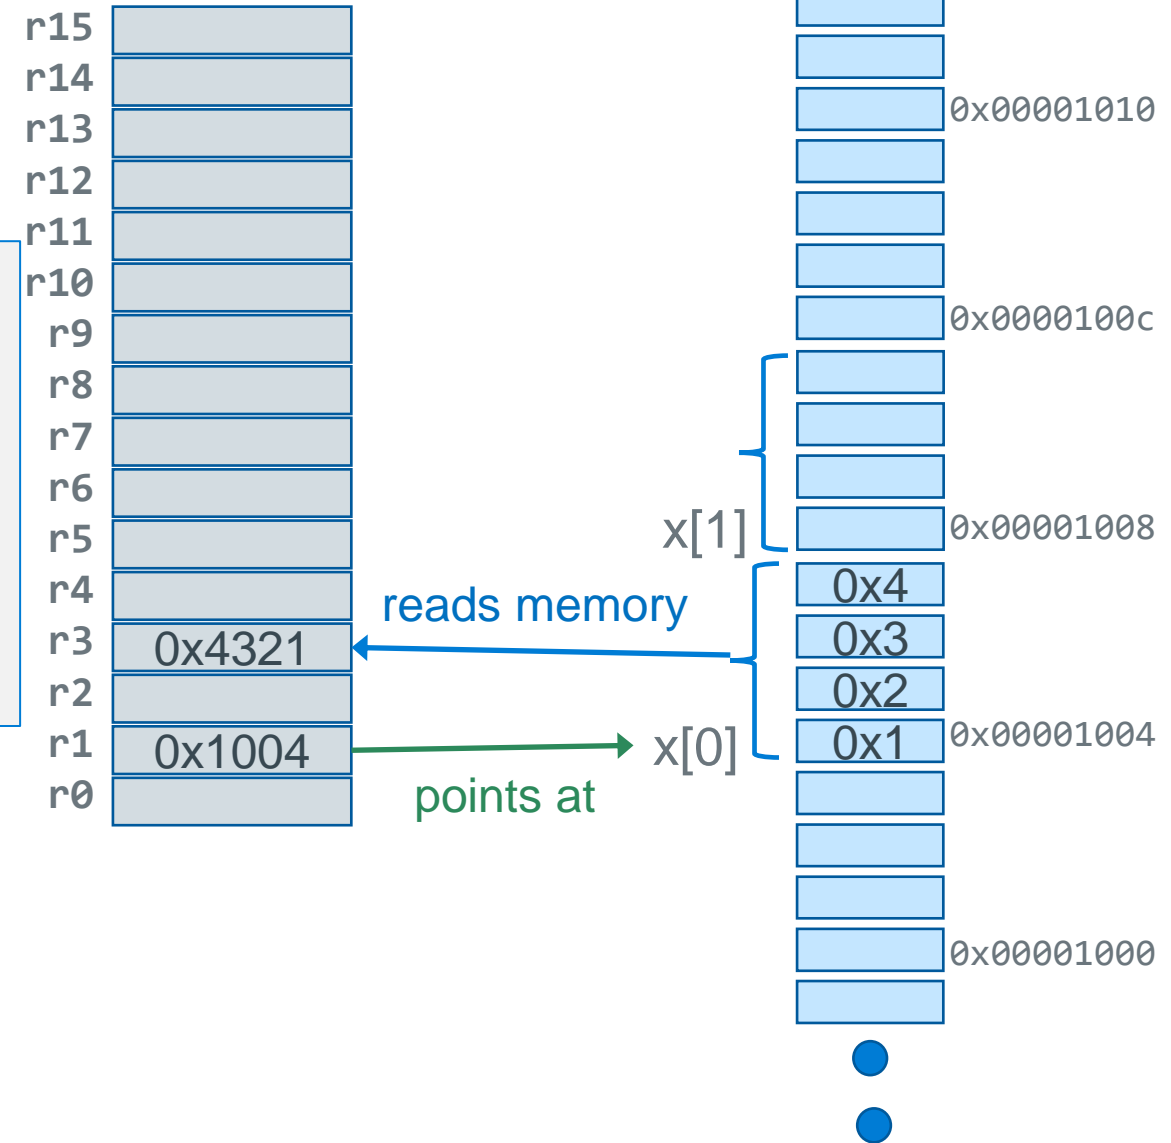 r15
r14
r13
r12
r11
r10
r9
r8
r7
r6
r5
r4
r3 0x4321
r2
r1 0x1004
r0
reads memory
points at
x[1]
x[0]
0x00001010
0x0000100c
0x00001008
0x4
0x3
0x2
0x1 0x00001004
0x00001000